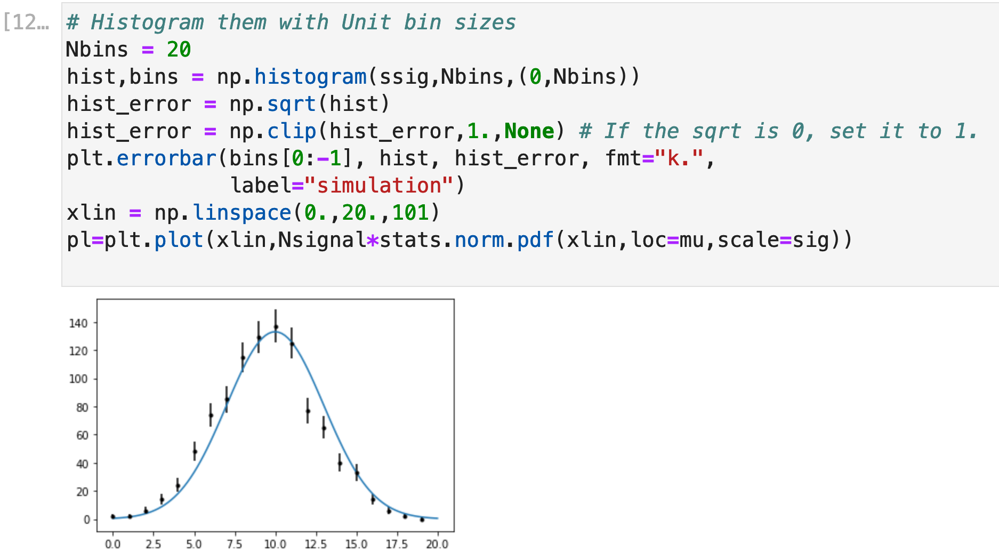 [12… # Histogram them with Unit bin sizes
Nbins = 20
hist,bins = np.histogram(ssig,Nbins,(0,Nbins))
hist_error = np.sqrt(hist)
hist_error = np.clip(hist_error,1.,None) # If the sqrt is 0, set it to 1.
plt.errorbar(bins[0:-1], hist, hist_error, fmt="k.",
label="simulation")
xlin = np.linspace(0.,20.,101)
pl=plt.plot(xlin,Nsignal*stats.norm.pdf(xlin,loc=mu,scale=sig))
140
120
100
80
60
40
20
0
0.0 2.5 5.0 7.5 10.0 12.5 15.0 17.5 20.0